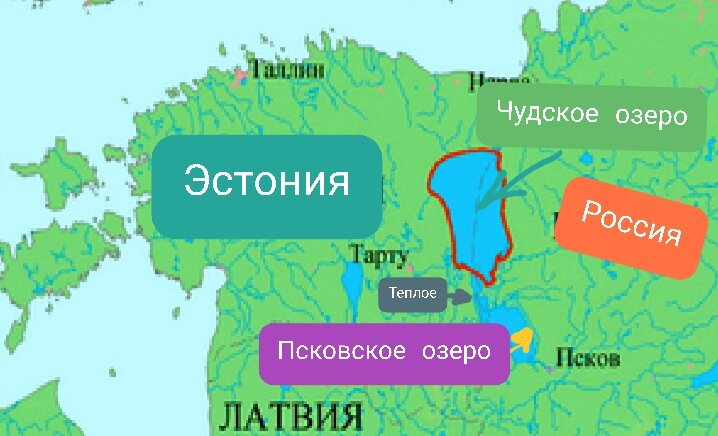 Таллин
Чудское озеро
Эстония
Россия
Тарту
Теплое
Псковское озеро
Псков
ЛАТВИЯ